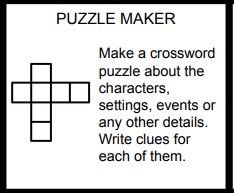 PUZZLE MAKER
Make a crossword
puzzle about the
characters,
settings, events or
any other details.
Write clues for
each of them.